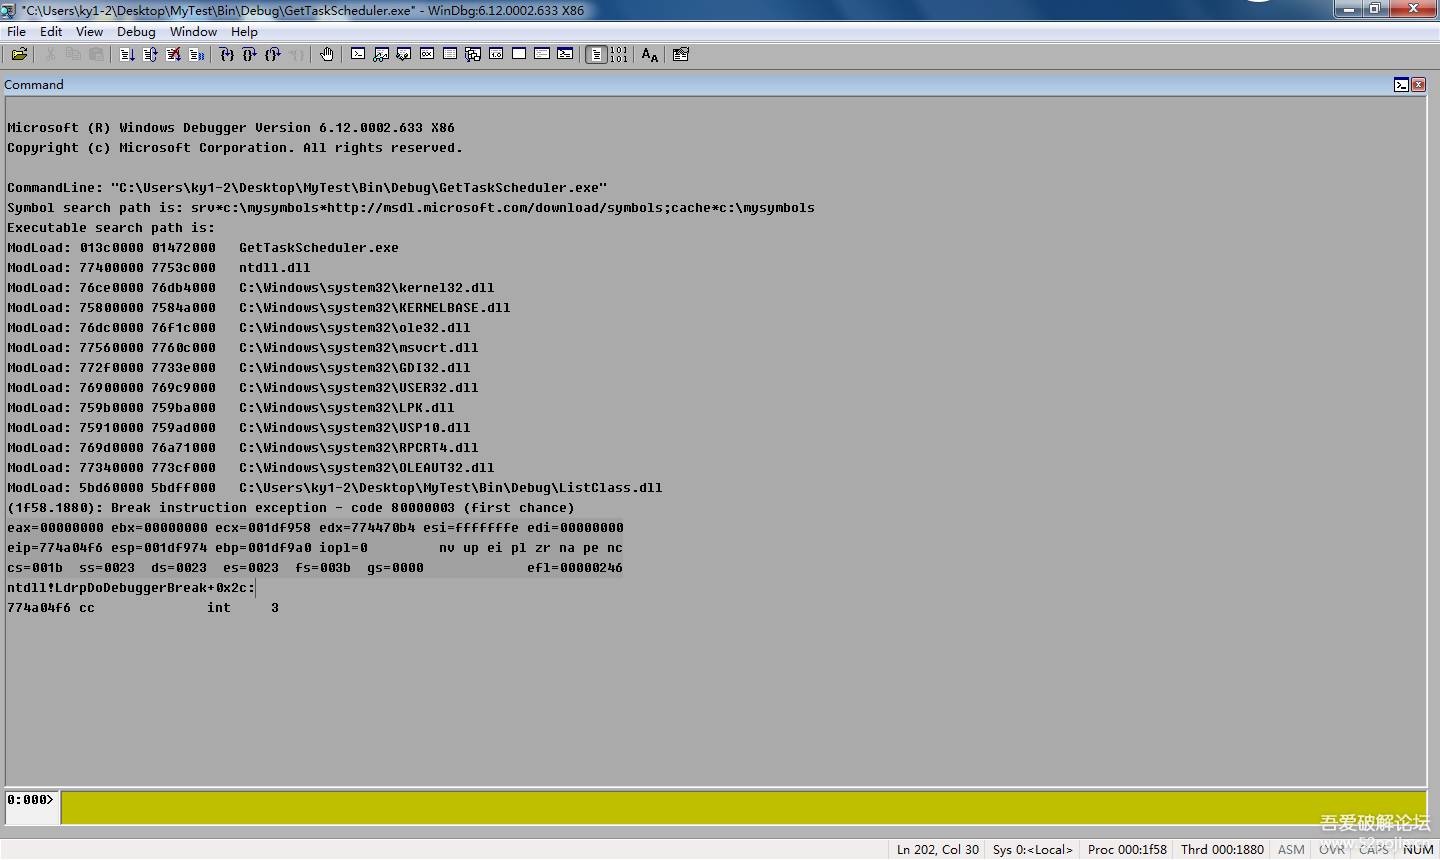 "C:\Users\ky1-2\Desktop\MyTest\Bin\Debug\GetTaskScheduler.exe" - WinDbg:6.12.0002.633 X86
File Edit View Debug Window Help
Command
Microsoft (R) Windows Debugger Version 6.12.0002.633 X86
Copyright (c) Microsoft Corporation. All rights reserved.
CommandLine: "C:\Users\ky1-2\Desktop\MyTest\Bin\Debug\GetTaskScheduler.exe"
Symbol search path is: srv*c:\mysymbols*http://msdl.microsoft.com/download/symbols;cache*c:\mysymbols
Executable search path is:
ModLoad: 013c0000 01472000   GetTaskScheduler.exe
ModLoad: 77400000 7753c000   ntdll.dll
ModLoad: 76ce0000 76db4000   C:\Windows\system32\kernel32.dll
ModLoad: 75800000 7584a000   C:\Windows\system32\KERNELBASE.dll
ModLoad: 76dc0000 76f1c000   C:\Windows\system32\ole32.dll
ModLoad: 77560000 7760c000   C:\Windows\system32\msvcrt.dll
ModLoad: 772f0000 7733e000   C:\Windows\system32\GDI32.dll
ModLoad: 76900000 769c9000   C:\Windows\system32\USER32.dll
ModLoad: 759b0000 759ba000   C:\Windows\system32\LPK.dll
ModLoad: 75910000 759ad000   C:\Windows\system32\USP10.dll
ModLoad: 769d0000 76a71000   C:\Windows\system32\RPCRT4.dll
ModLoad: 77340000 773cf000   C:\Windows\system32\OLEAUT32.dll
ModLoad: 5bd60000 5bdff000   C:\Users\ky1-2\Desktop\MyTest\Bin\Debug\ListClass.dll
(1f58.1880): Break instruction exception - code 80000003 (first chance)
eax=00000000 ebx=00000000 ecx=001df958 edx=774470b4 esi=fffffffe edi=00000000
eip=774a04f6 esp=001df974 ebp=001df9a0 iopl=0         nv up ei pl zr na pe nc
cs=001b  ss=0023  ds=0023  es=0023  fs=003b  gs=0000             efl=00000246
ntdll!LdrpDoDebuggerBreak+0x2c:
774a04f6 cc              int     3
0:000>
吾爱破解论坛
Ln 202, Col 30 Sys 0:<Local> Proc 000:1f58 Thrd 000:1880 ASM OVR CAPS NUM